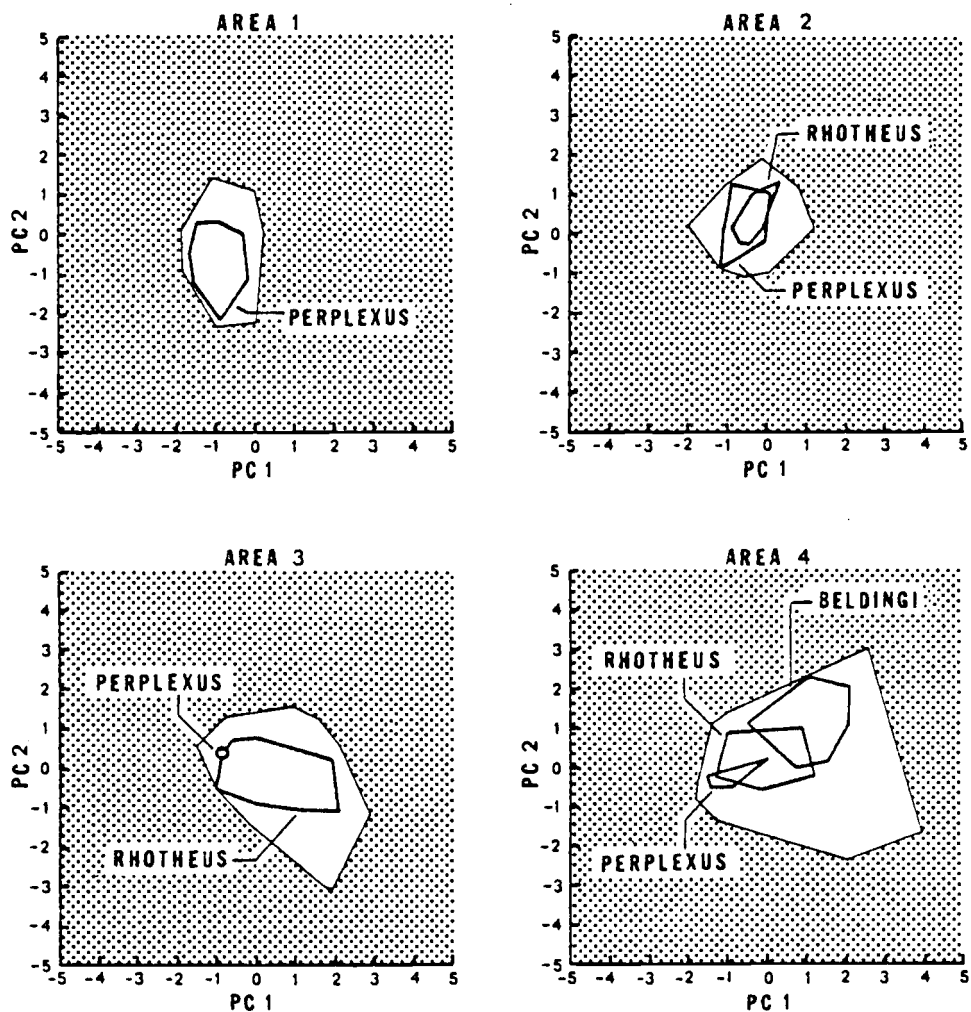 AREA 1
5
4
3
2
1
0
-1
-2
-3
-4
-5
PC 2
PERPLEXUS
-5 -4 -3 -2 -1 0 1 2 3 4 5
PC 1
AREA 2
5
4
3
2
1
0
-1
-2
-3
-4
-5
PC 2
RHOTHEUS
PERPLEXUS
-5 -4 -3 -2 -1 0 1 2 3 4 5
PC 1
AREA 3
5
4
3
2
1
0
-1
-2
-3
-4
-5
PC 2
PERPLEXUS
RHOTHEUS
-5 -4 -3 -2 -1 0 1 2 3 4 5
PC 1
AREA 4
5
4
3
2
1
0
-1
-2
-3
-4
-5
PC 2
BELDINGI
RHOTHEUS
PERPLEXUS
-5 -4 -3 -2 -1 0 1 2 3 4 5
PC 1